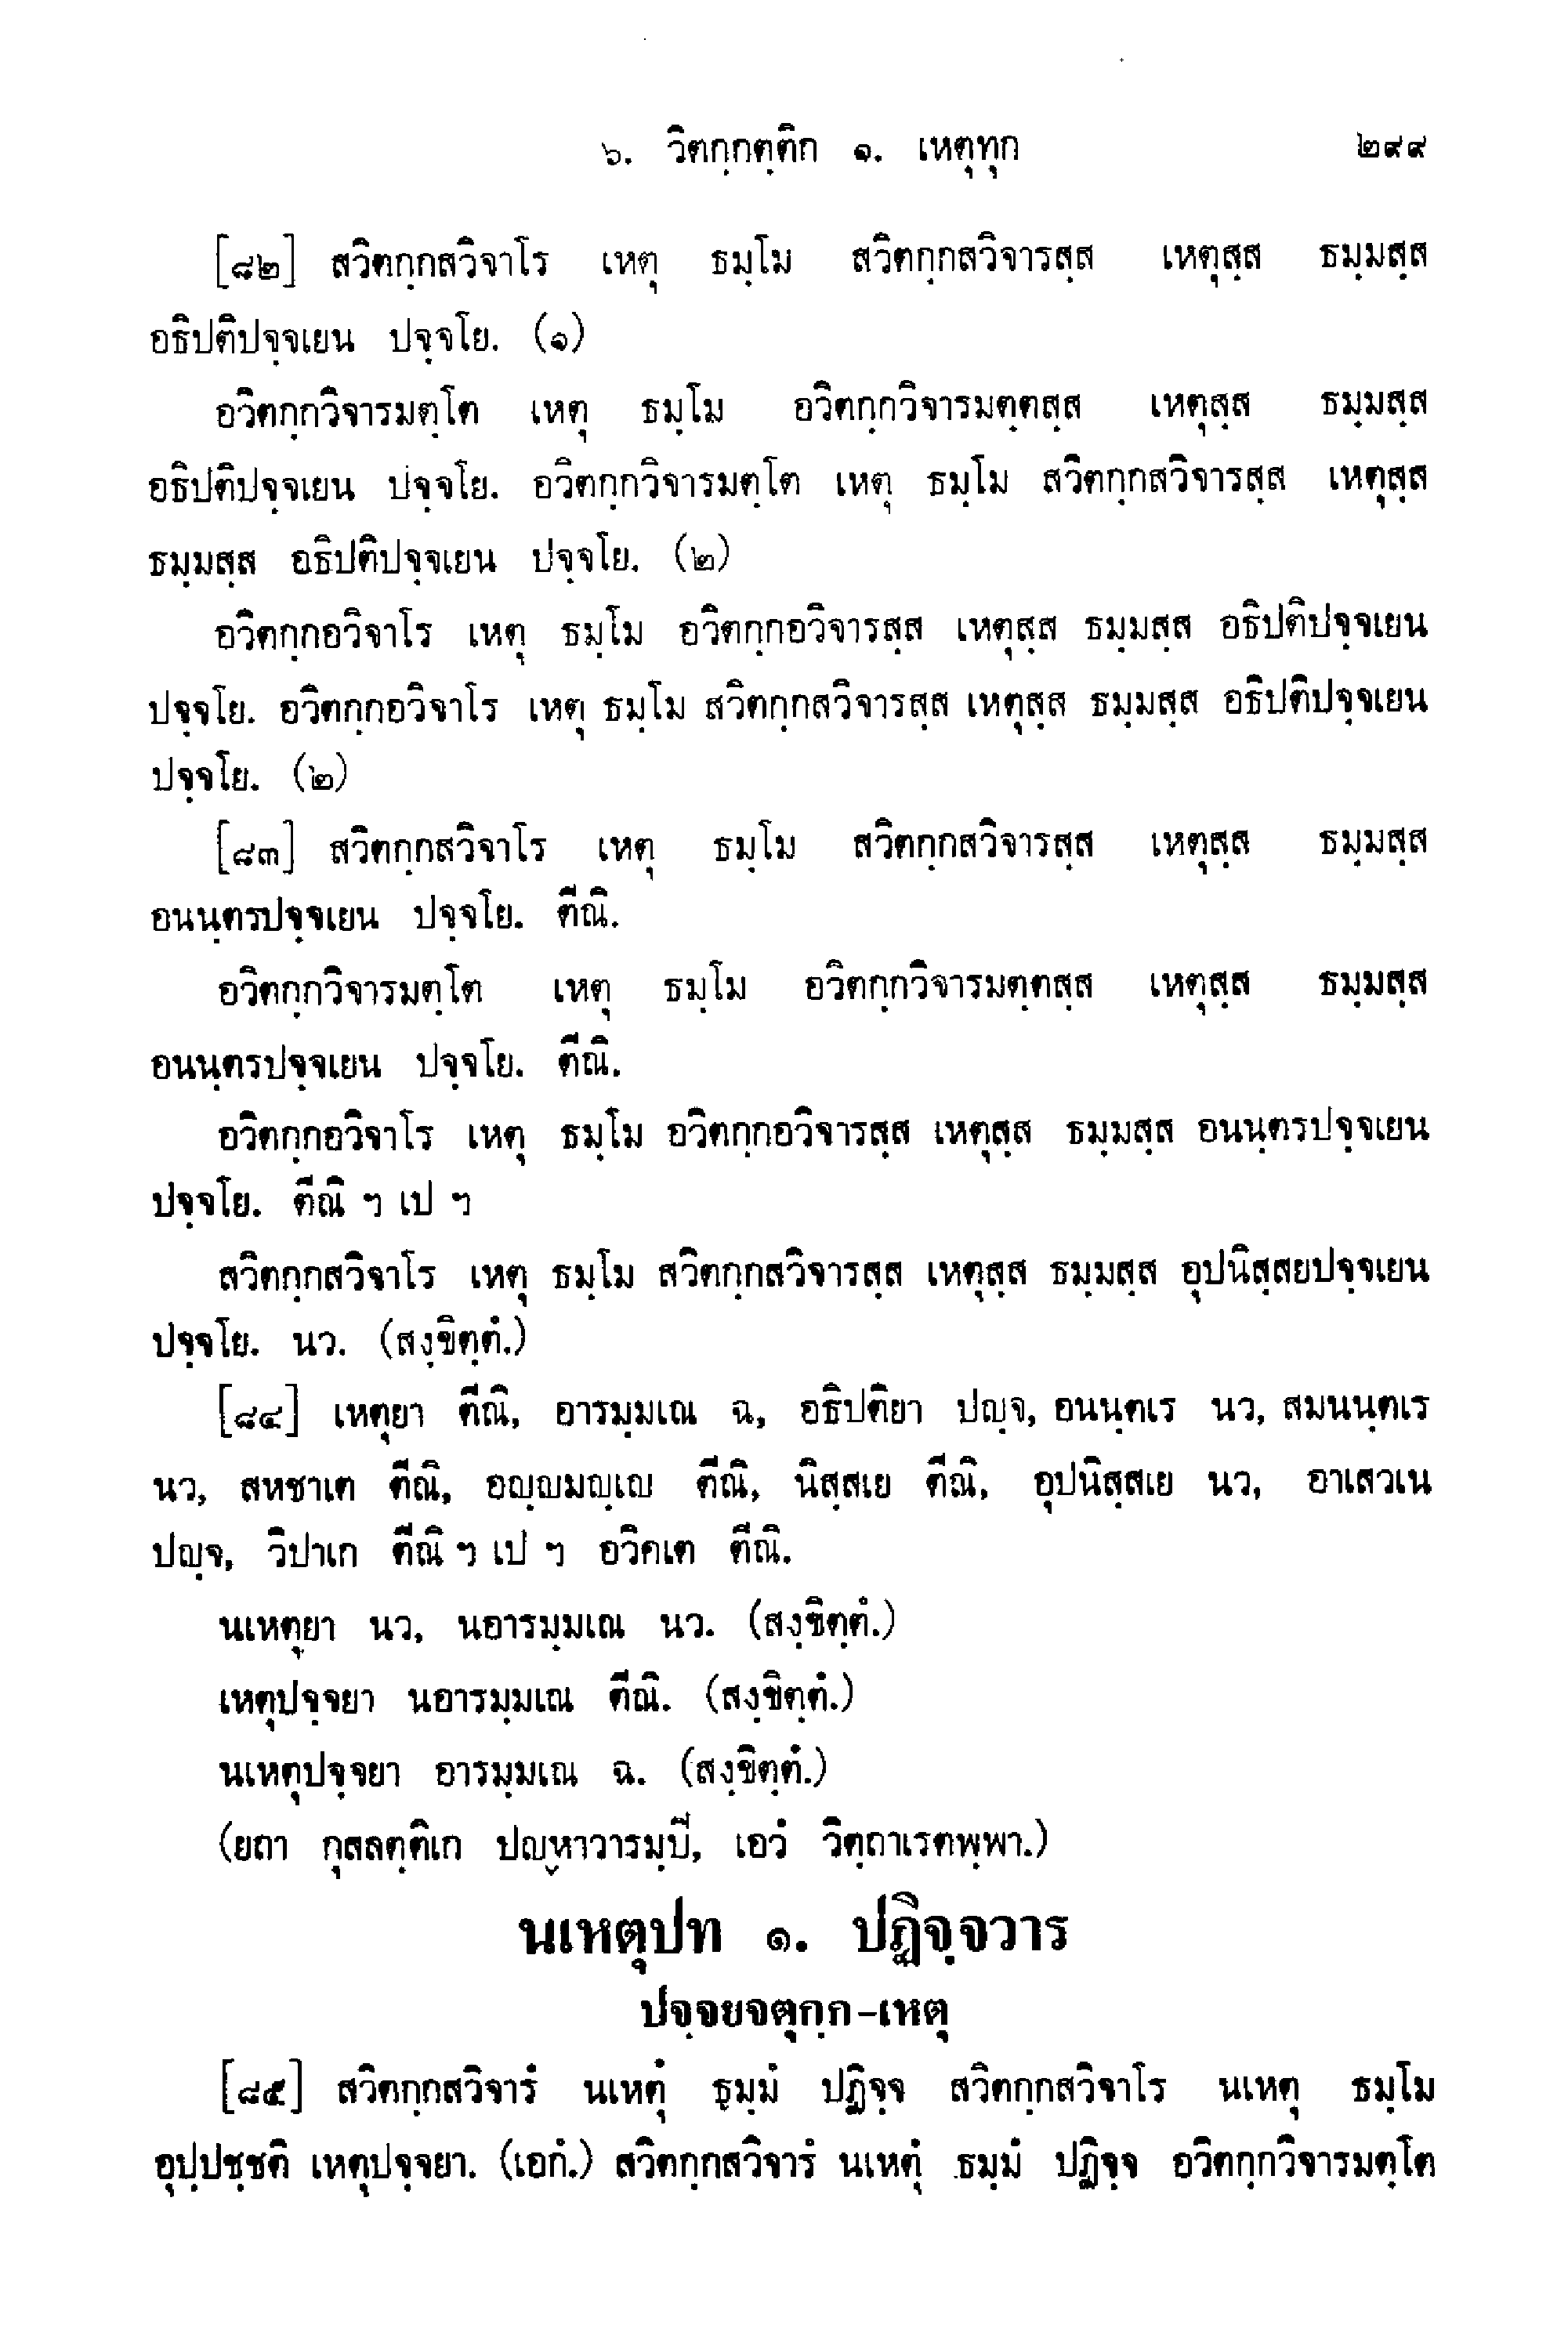 ๖. วิตกฺกตฺติก ๑. เหตุทุก ๒๙๙
[๘๒] สวิตกฺกสวิจาโร เหตุ ธมฺโม สวิตกฺกสวิจารสฺส เหตุสฺส ธมฺมสฺส
อธิปติปจฺจเยน ปจฺจโย. (๑)
อวิตกฺกวิจารมตฺโต เหตุ ธมฺโม อวิตกฺกวิจารมตฺตสฺส เหตุสฺส ธมฺมสฺส
อธิปติปจฺจเยน ปจฺจโย. อวิตกฺกวิจารมตฺโต เหตุ ธมฺโม สวิตกฺกสวิจารสฺส เหตุสฺส
ธมฺมสฺส อธิปติปจฺจเยน ปจฺจโย. (๒)
อวิตกฺกอวิจาโร เหตุ ธมฺโม อวิตกฺกอวิจารสฺส เหตุสฺส ธมฺมสฺส อธิปติปจฺจเยน
ปจฺจโย. อวิตกฺกอวิจาโร เหตุ ธมฺโม สวิตกฺกสวิจารสฺส เหตุสฺส ธมฺมสฺส อธิปติปจฺจเยน
ปจฺจโย. (๒)
[๘๓] สวิตกฺกสวิจาโร เหตุ ธมฺโม สวิตกฺกสวิจารสฺส เหตุสฺส ธมฺมสฺส
อนนฺตรปจฺจเยน ปจฺจโย. ตีณิ.
อวิตกฺกวิจารมตฺโต เหตุ ธมฺโม อวิตกฺกวิจารมตฺตสฺส เหตุสฺส ธมฺมสฺส
อนนฺตรปจฺจเยน ปจฺจโย. ตีณิ.
อวิตกฺกอวิจาโร เหตุ ธมฺโม อวิตกฺกอวิจารสฺส เหตุสฺส ธมฺมสฺส อนนฺตรปจฺจเยน
ปจฺจโย. ตีณิ ฯ เป ฯ
สวิตกฺกสวิจาโร เหตุ ธมฺโม สวิตกฺกสวิจารสฺส เหตุสฺส ธมฺมสฺส อุปนิสฺสยปจฺจเยน
ปจฺจโย. นว. (สงฺขิตฺตํ.)
[๘๔] เหตุยา ตีณิ, อารมฺมเณ ฉ, อธิปติยา ปญฺจ, อนนฺตเร นว, สมนนฺตเร
นว, สหชาเต ตีณิ, อญฺญมญฺเญ ตีณิ, นิสฺสเย ตีณิ, อุปนิสฺสเย นว, อาเสวเน
ปญฺจ, วิปาเก ตีณิ ฯ เป ฯ อวิคเต ตีณิ.
นเหตุยา นว, นอารมฺมเณ นว. (สงฺขิตฺตํ.)
เหตุปจฺจยา นอารมฺมเณ ตีณิ. (สงฺขิตฺตํ.)
นเหตุปจฺจยา อารมฺมเณ ฉ. (สงฺขิตฺตํ.)
(ยถา กุสลตฺติเก ปญฺหาวารมฺปี, เอวํ วิตฺถาเรตพฺพา.)
นเหตุปท ๑. ปฏิจฺจวาร
ปจฺจยจตุกฺก-เหตุ
[๘๕] สวิตกฺกสวิจารํ นเหตุํ ธมฺมํ ปฏิจฺจ สวิตกฺกสวิจาโร นเหตุ ธมฺโม
อุปฺปชฺชติ เหตุปจฺจยา. (เอกํ.) สวิตกฺกสวิจารํ นเหตุํ ธมฺมํ ปฏิจฺจ อวิตกฺกวิจารมตฺโต